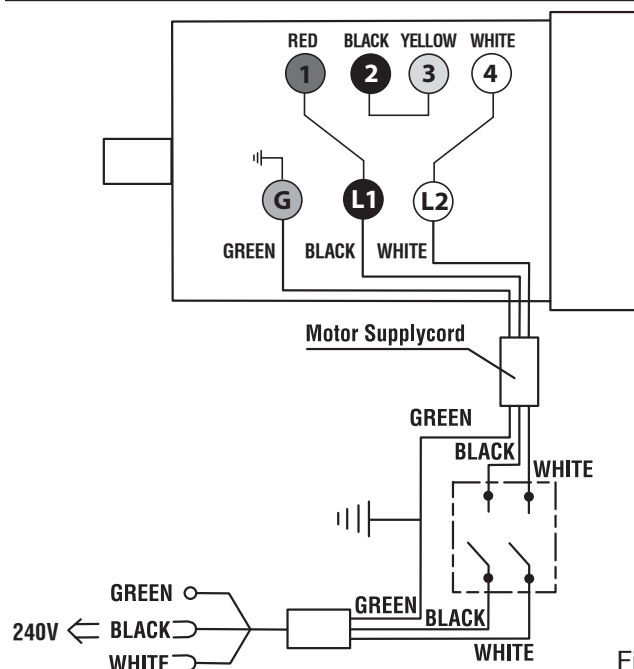 RED BLACK YELLOW WHITE
1 2 3 4
G L1 L2
GREEN BLACK WHITE
Motor Supplycord
GREEN
BLACK
WHITE
GREEN
240V BLACK
WHITE
GREEN
BLACK
WHITE